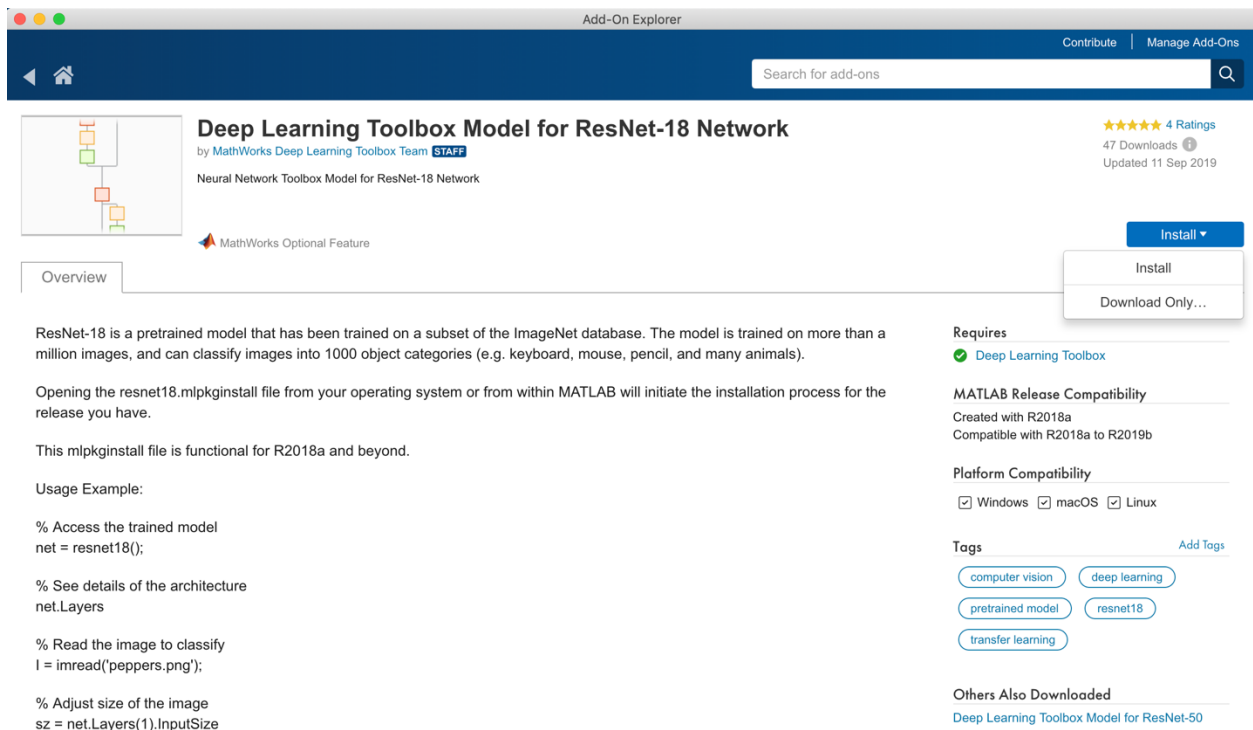 Add-On Explorer
Contribute | Manage Add-Ons
Search for add-ons
Deep Learning Toolbox Model for ResNet-18 Network
by MathWorks Deep Learning Toolbox Team STAFF
Neural Network Toolbox Model for ResNet-18 Network
MathWorks Optional Feature
4 Ratings
47 Downloads
Updated 11 Sep 2019
Install
Install
Download Only…
Overview
ResNet-18 is a pretrained model that has been trained on a subset of the ImageNet database. The model is trained on more than a
million images, and can classify images into 1000 object categories (e.g. keyboard, mouse, pencil, and many animals).
Opening the resnet18.mlpkginstall file from your operating system or from within MATLAB will initiate the installation process for the
release you have.
This mlpkginstall file is functional for R2018a and beyond.
Usage Example:
% Access the trained model
net = resnet18();
% See details of the architecture
net.Layers
% Read the image to classify
I = imread('peppers.png');
% Adjust size of the image
sz = net.Layers(1).InputSize
Requires
Deep Learning Toolbox
MATLAB Release Compatibility
Created with R2018a
Compatible with R2018a to R2019b
Platform Compatibility
Windows macOS Linux
Tags Add Tags
computer vision deep learning
pretrained model resnet18
transfer learning
Others Also Downloaded
Deep Learning Toolbox Model for ResNet-50